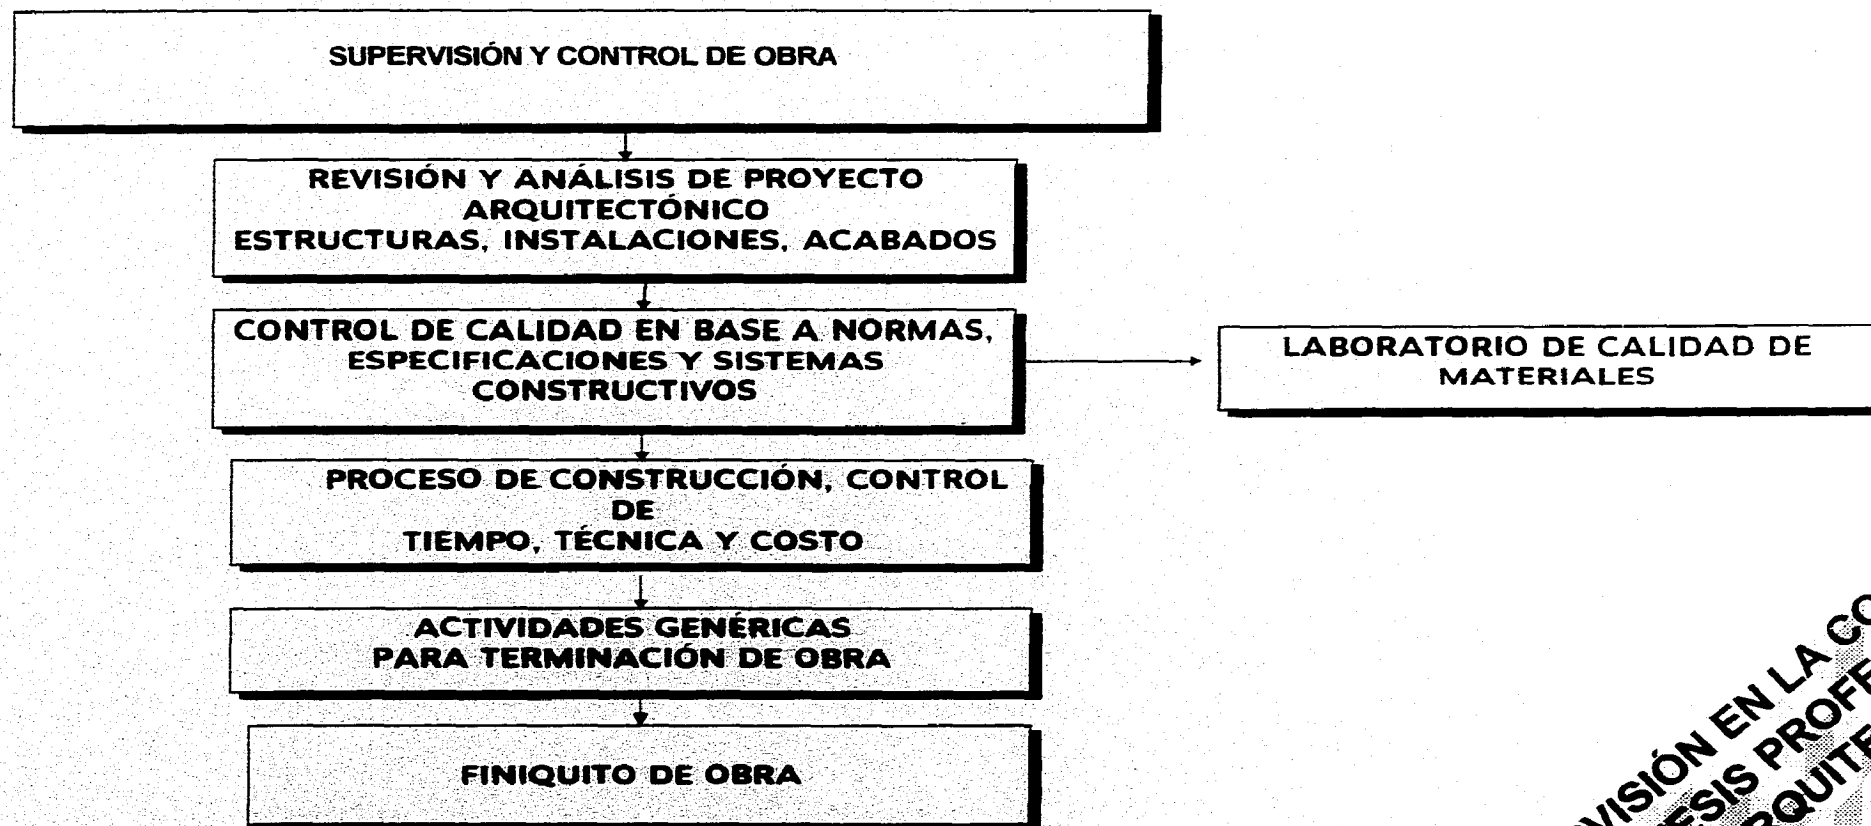 SUPERVISIÓN Y CONTROL DE OBRA
REVISIÓN Y ANÁLISIS DE PROYECTO
ARQUITECTÓNICO
ESTRUCTURAS, INSTALACIONES, ACABADOS
CONTROL DE CALIDAD EN BASE A NORMAS,
ESPECIFICACIONES Y SISTEMAS
CONSTRUCTIVOS
LABORATORIO DE CALIDAD DE
MATERIALES
PROCESO DE CONSTRUCCIÓN, CONTROL
DE
TIEMPO, TÉCNICA Y COSTO
ACTIVIDADES GENÉRICAS
PARA TERMINACIÓN DE OBRA
FINIQUITO DE OBRA
EN LA